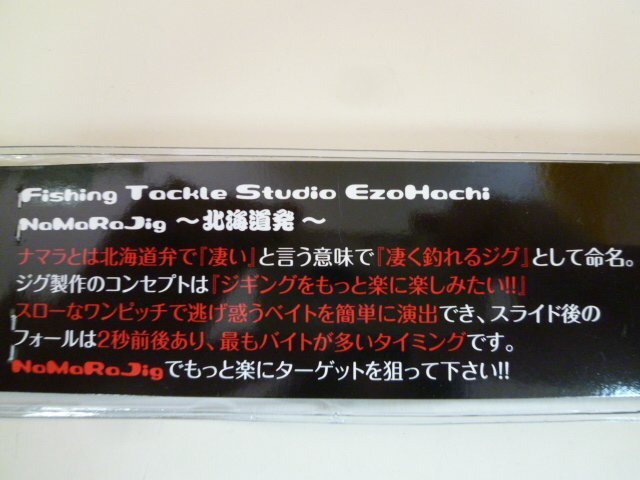 Fishing Tackle Studio EzoHachi
NaMaRaJig 〜北海道発〜
ナマラとは北海道弁で『凄い』と言う意味で『凄く釣れるジグ』として命名。
ジグ製作のコンセプトは『ジギングをもっと楽に楽しみたい!!』
スローなワンピッチで逃げ惑うベイトを簡単に演出でき、スライド後の
フォールは2秒前後あり、最もバイトが多いタイミングです。
NaMaRaJigでもっと楽にターゲットを狙って下さい!!